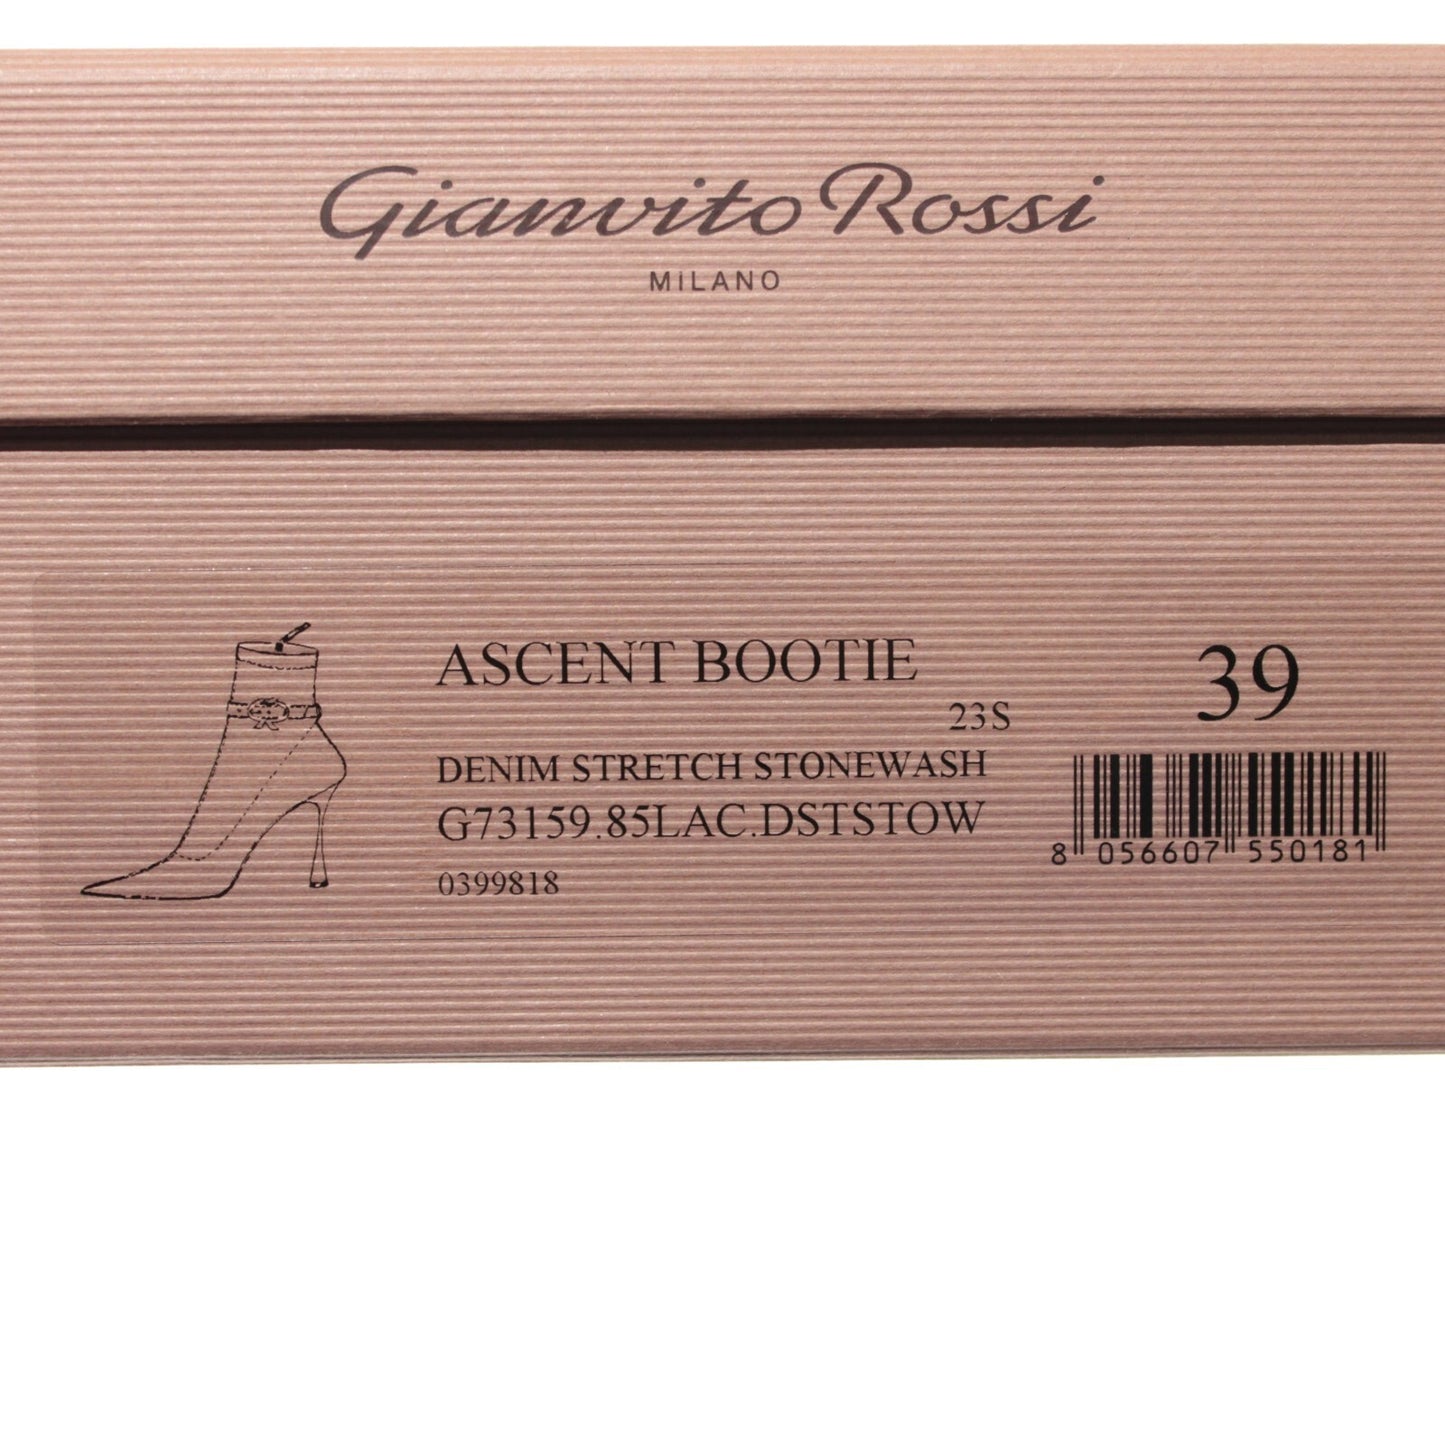 Gianvito Rossi
MiLANO
ASCENT BOOTIE
23S
DENIM STRETCH STONEWASH
G73159.85LAC.DSTSTOW
0399818
39
8 056607 550181